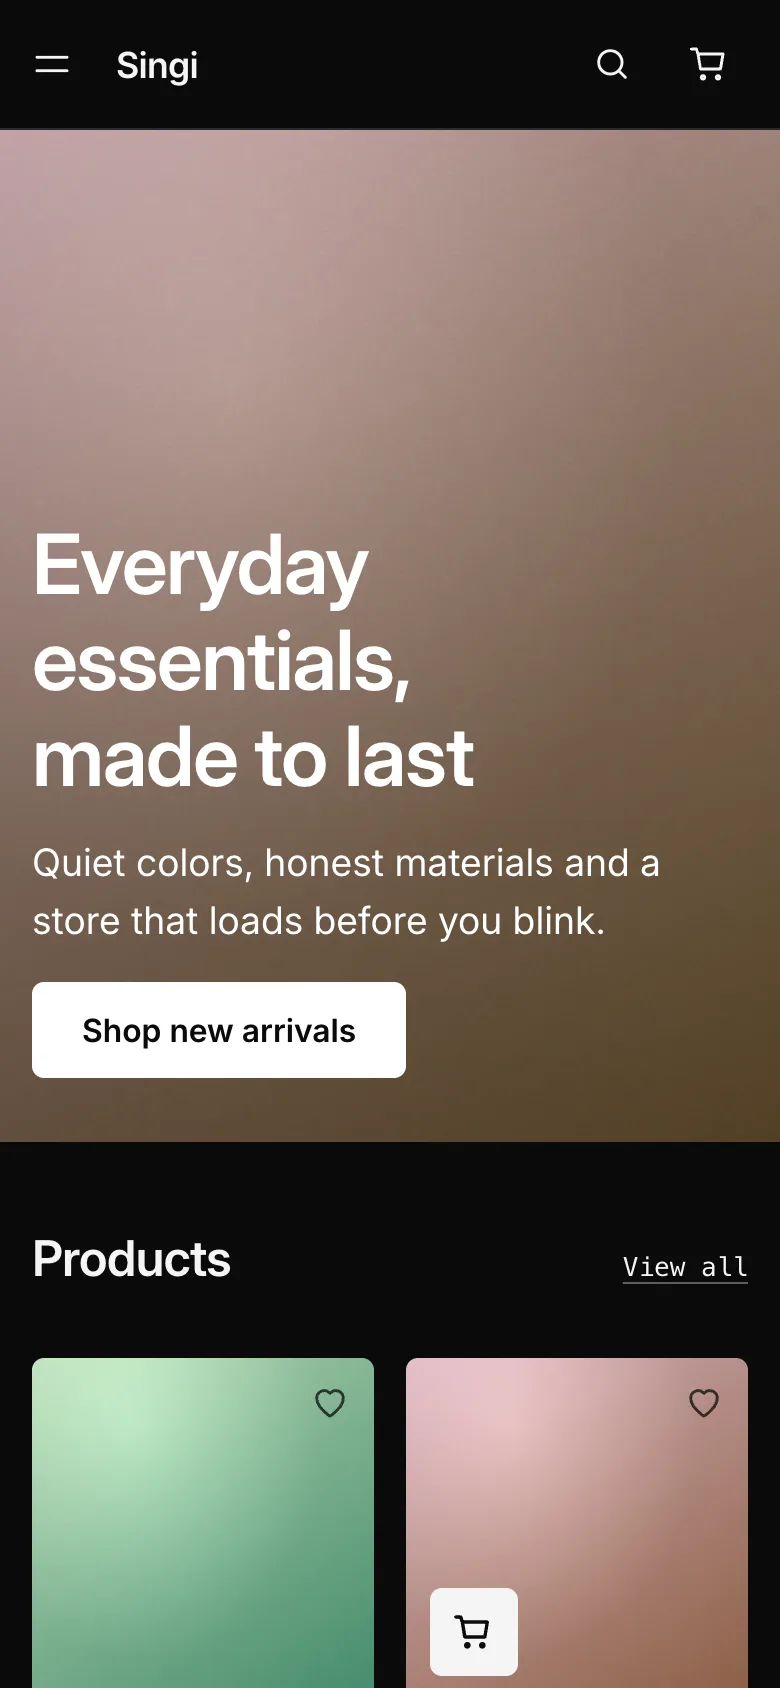 Singi
Everyday
essentials,
made to last
Quiet colors, honest materials and a
store that loads before you blink.
Shop new arrivals
Products
View all